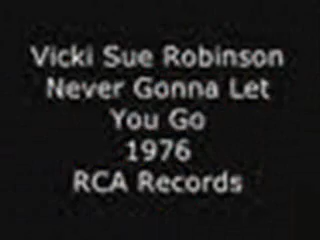 Vicki Sue Robinson
Never Gonna Let
You Go
1976
RCA Records